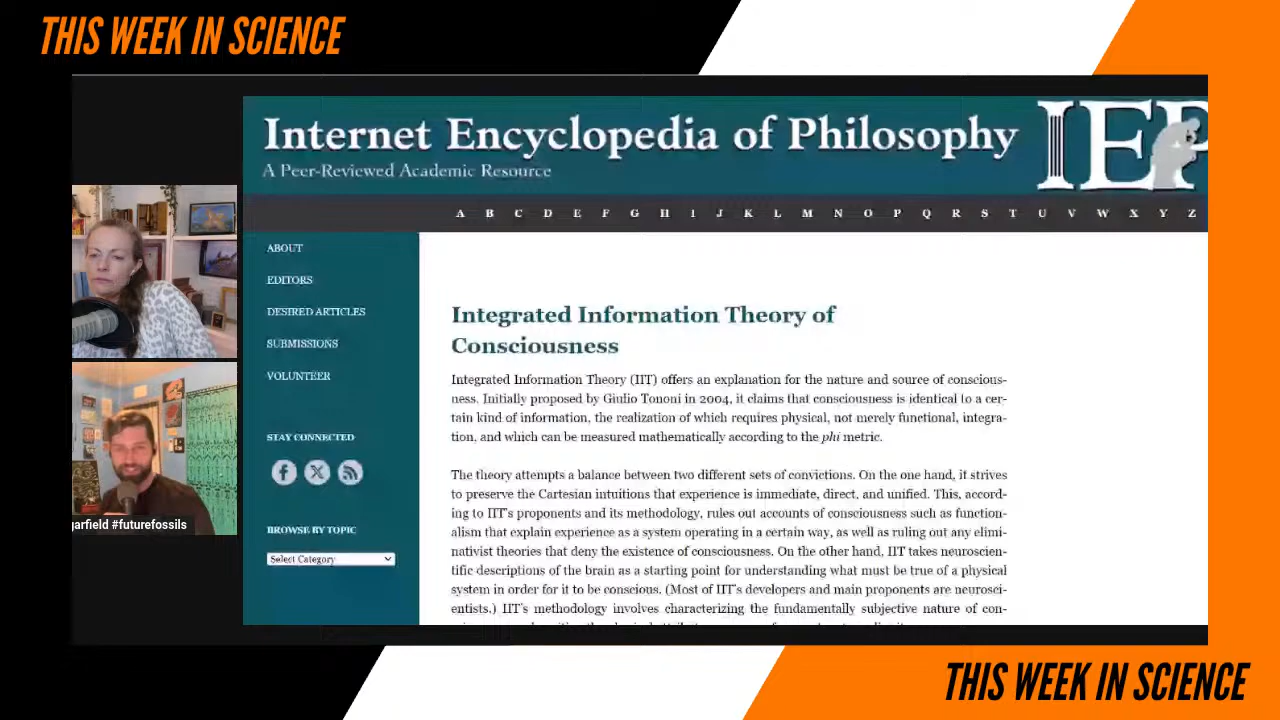 THIS WEEK IN SCIENCE
Internet Encyclopedia of Philosophy
A Peer-Reviewed Academic Resource
IEP
A B C D E F G H I J K L M N O P Q R S T U V W X Y Z
ABOUT
EDITORS
DESIRED ARTICLES
SUBMISSIONS
VOLUNTEER
STAY CONNECTED
BROWSE BY TOPIC
Select Category
Integrated Information Theory of
Consciousness
Integrated Information Theory (IIT) offers an explanation for the nature and source of conscious-
ness. Initially proposed by Giulio Tononi in 2004, it claims that consciousness is identical to a cer-
tain kind of information, the realization of which requires physical, not merely functional, integra-
tion, and which can be measured mathematically according to the phi metric.
The theory attempts a balance between two different sets of convictions. On the one hand, it strives
to preserve the Cartesian intuitions that experience is immediate, direct, and unified. This, accord-
ing to IIT's proponents and its methodology, rules out accounts of consciousness such as function-
alism that explain experience as a system operating in a certain way, as well as ruling out any elimi-
nativist theories that deny the existence of consciousness. On the other hand, IIT takes neuroscien-
tific descriptions of the brain as a starting point for understanding what must be true of a physical
system in order for it to be conscious. (Most of IIT's developers and main proponents are neurosci-
entists.) IIT's methodology involves characterizing the fundamentally subjective nature of con-
garfield #futurefossils
THIS WEEK IN SCIENCE